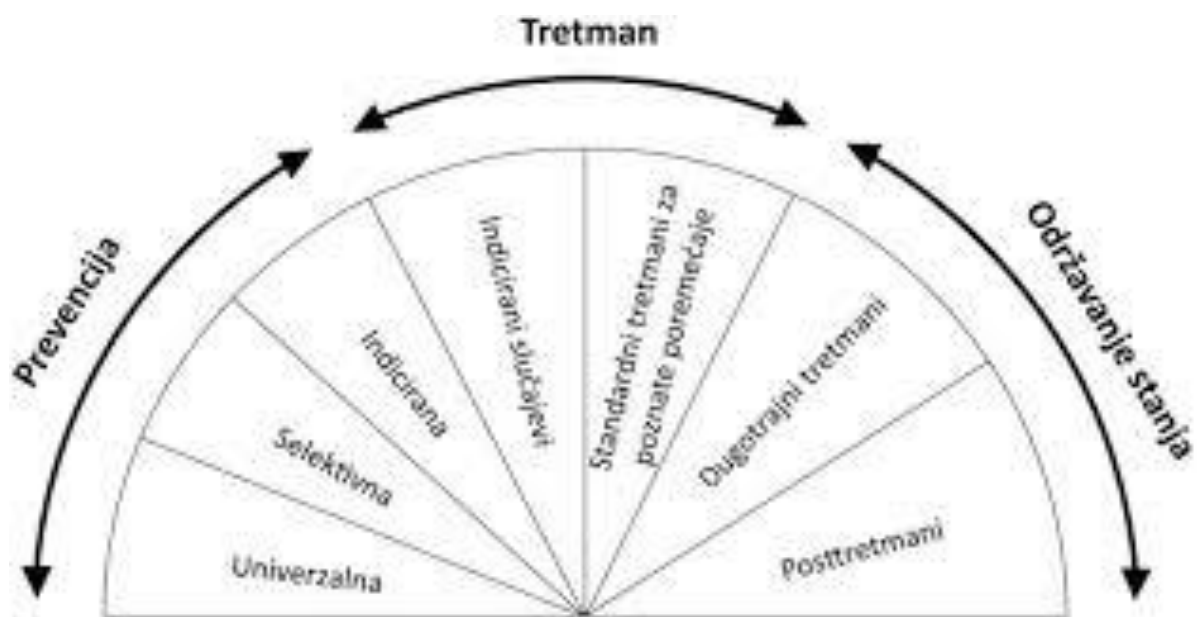 Tretman
Prevencija
Održavanje stanja
Univerzalna
Selektivna
Indicirana
Indicirani slučajevi
Standardni tretmani za
poznate poremećaje
Dugotrajni tretmani
Posttretmani